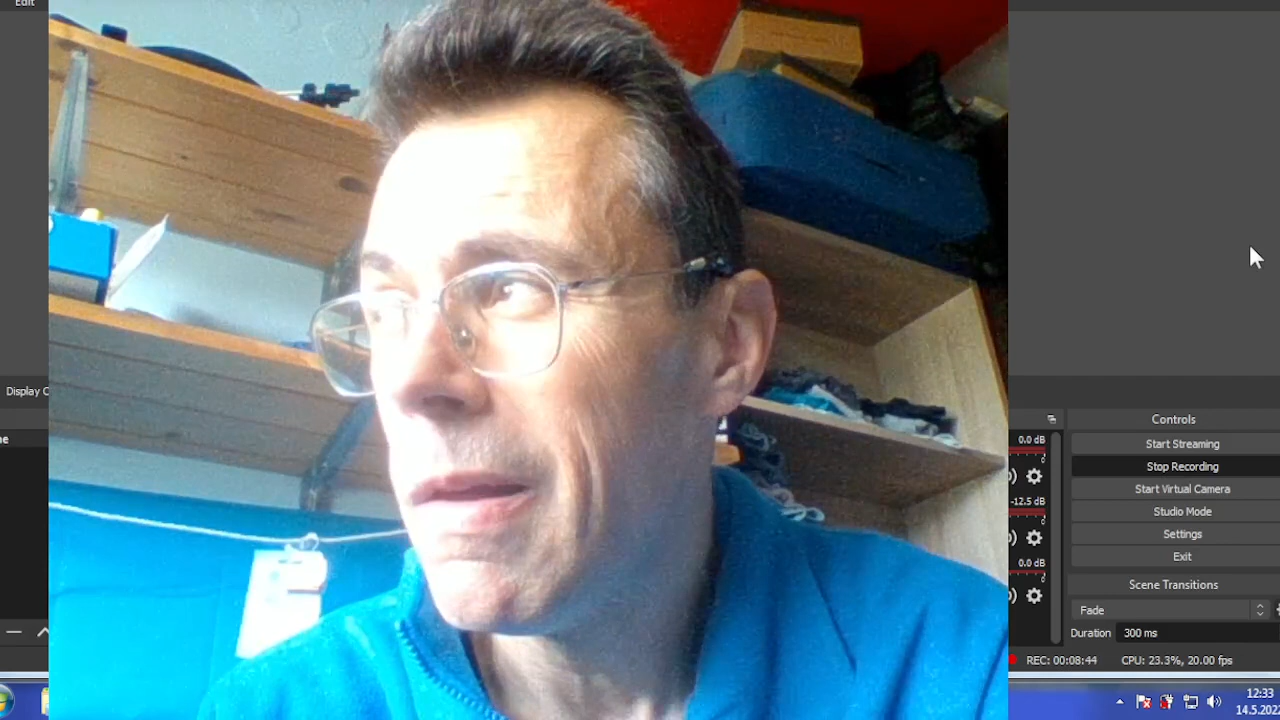 Edit
Display C
ne
0.0 dB
-12.5 dB
0.0 dB
Controls
Start Streaming
Stop Recording
Start Virtual Camera
Studio Mode
Settings
Exit
Scene Transitions
Fade
Duration 300 ms
REC: 00:08:44 CPU: 23.3%, 20.00 fps
12:33
14.5.202